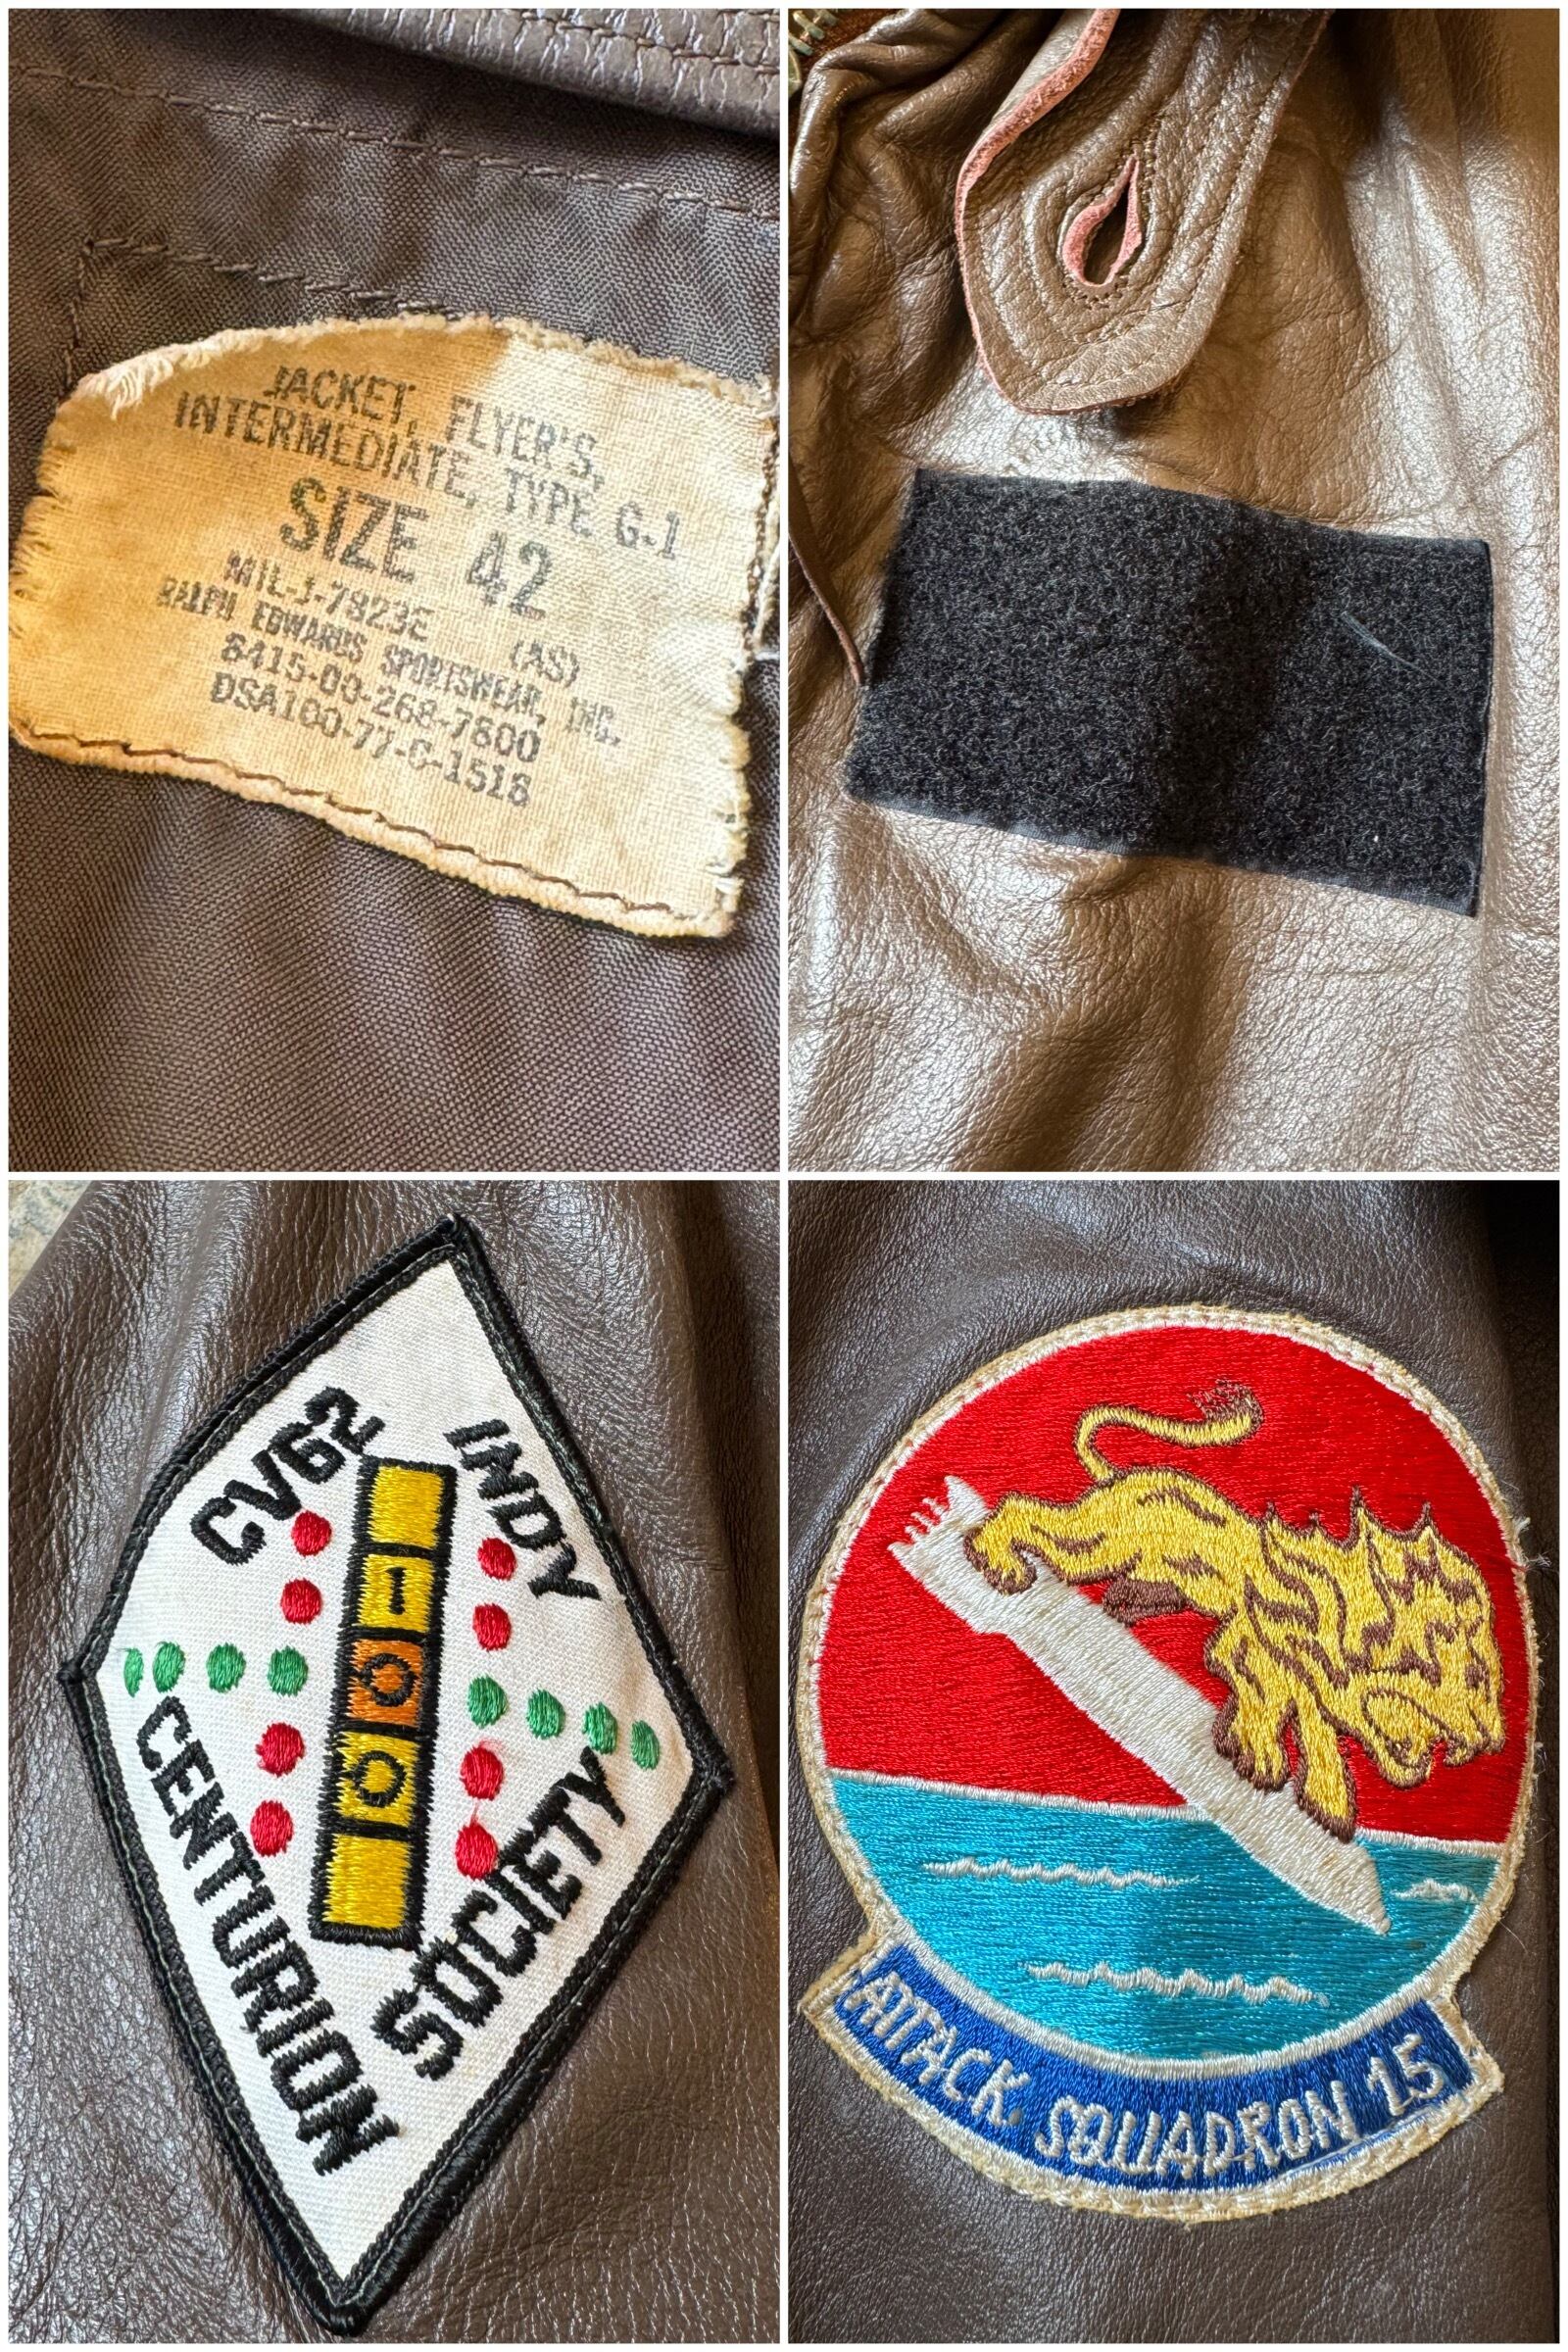 JACKET, FLYER'S,
INTERMEDIATE, TYPE G-1
SIZE 42
MIL-J-7823E (AS)
RALPH EDWARDS SPORTSWEAR, INC.
8415-00-268-7800
DSA100-77-C-1518
CV62
INDY
100
CENTURION
SOCIETY
ATTACK SQUADRON 15